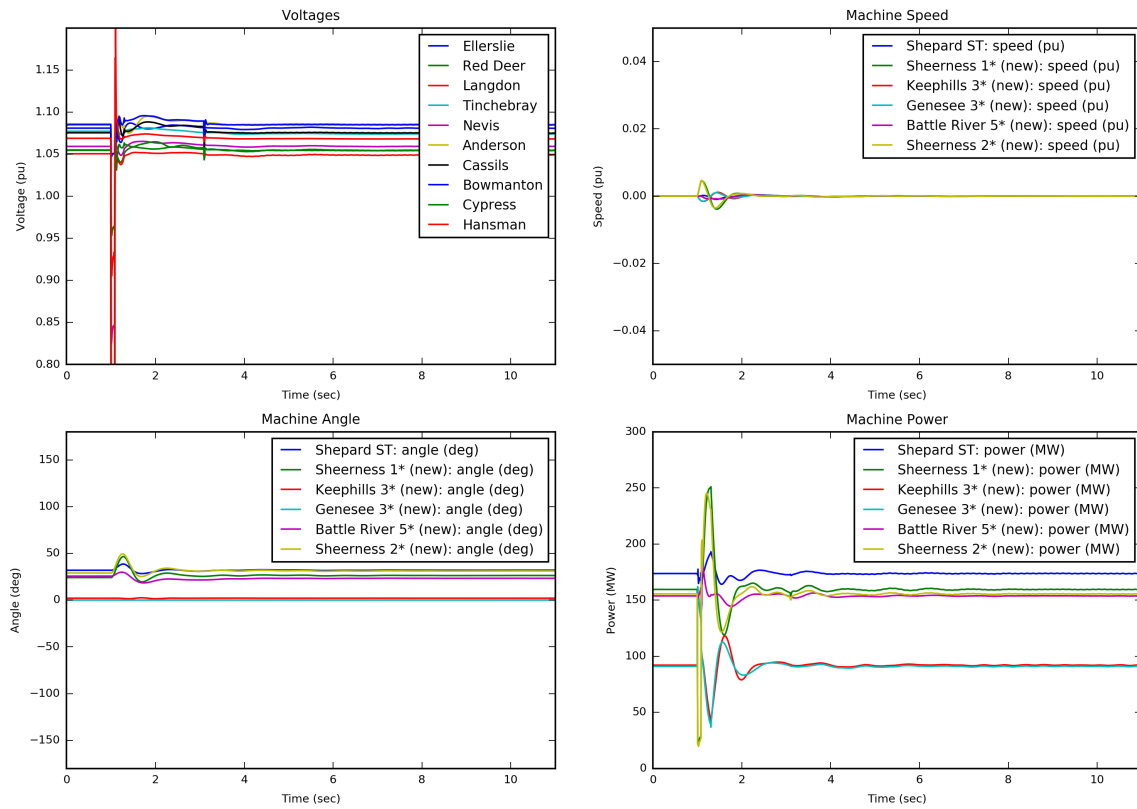 Voltages
1.15
1.10
1.05
1.00
0.95
0.90
0.85
0.80
Voltage (pu)
Ellerslie
Red Deer
Langdon
Tinchebray
Nevis
Anderson
Cassils
Bowmanton
Cypress
Hansman
0 2 4 6 8 10
Time (sec)
Machine Speed
0.04
0.02
0.00
−0.02
−0.04
Speed (pu)
Shepard ST: speed (pu)
Sheerness 1* (new): speed (pu)
Keephills 3* (new): speed (pu)
Genesee 3* (new): speed (pu)
Battle River 5* (new): speed (pu)
Sheerness 2* (new): speed (pu)
0 2 4 6 8 10
Time (sec)
Machine Angle
150
100
50
0
−50
−100
−150
Angle (deg)
Shepard ST: angle (deg)
Sheerness 1* (new): angle (deg)
Keephills 3* (new): angle (deg)
Genesee 3* (new): angle (deg)
Battle River 5* (new): angle (deg)
Sheerness 2* (new): angle (deg)
0 2 4 6 8 10
Time (sec)
Machine Power
300
250
200
150
100
50
0
Power (MW)
Shepard ST: power (MW)
Sheerness 1* (new): power (MW)
Keephills 3* (new): power (MW)
Genesee 3* (new): power (MW)
Battle River 5* (new): power (MW)
Sheerness 2* (new): power (MW)
0 2 4 6 8 10
Time (sec)